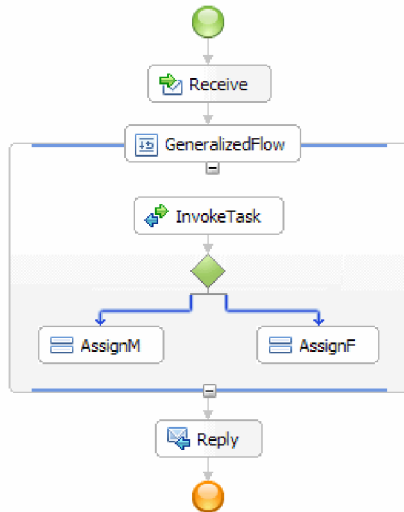 Receive
GeneralizedFlow
InvokeTask
AssignM
AssignF
Reply